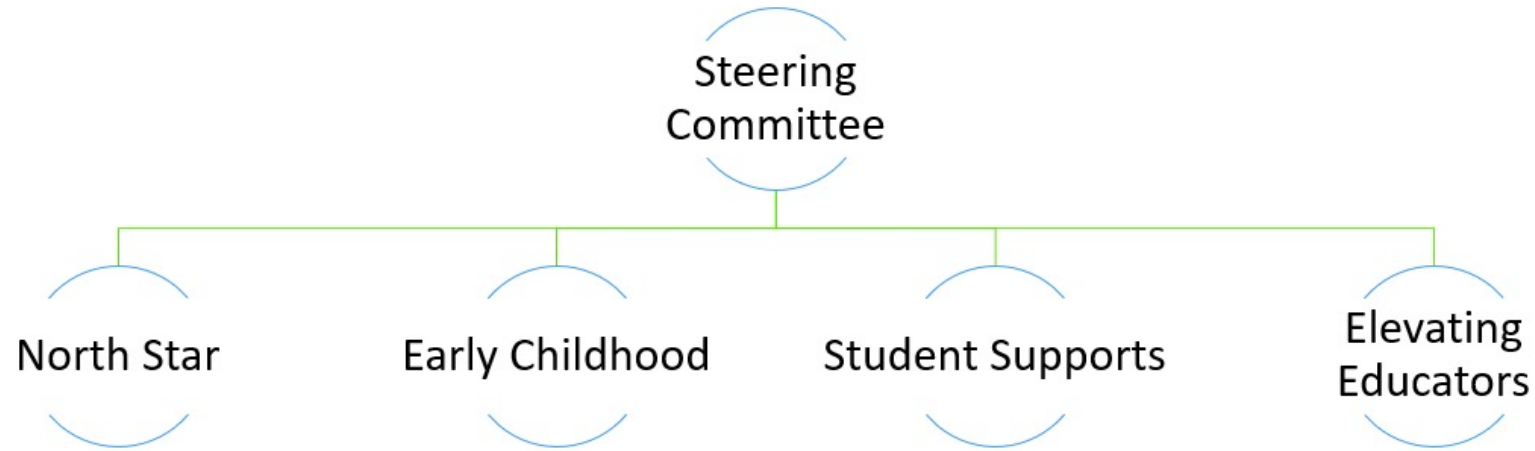 Steering
Committee
North Star
Early Childhood
Student Supports
Elevating
Educators